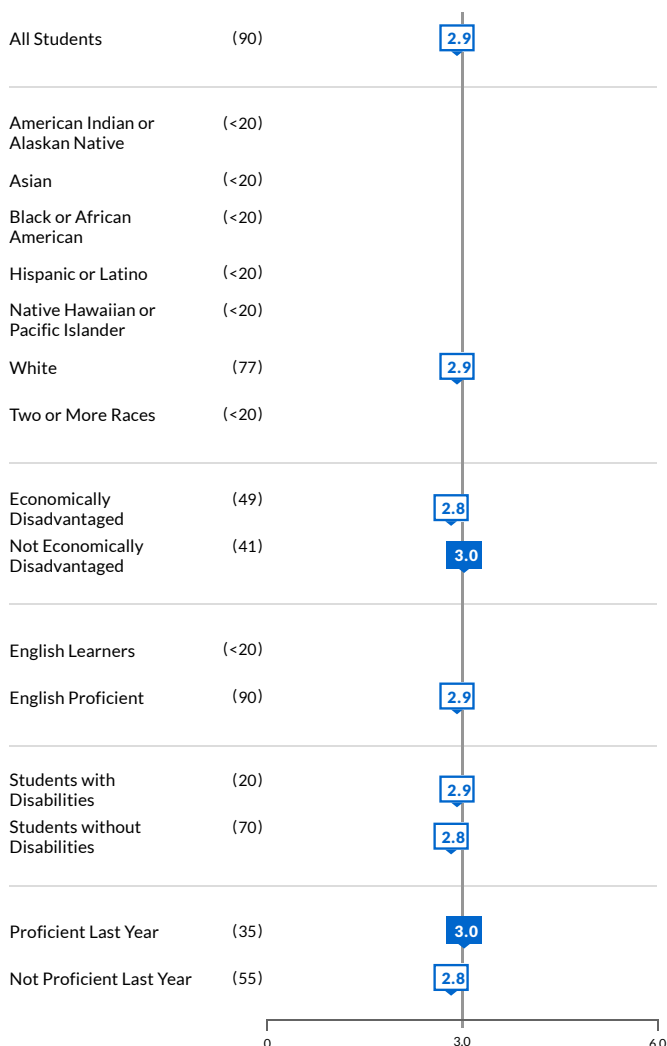 All Students (90) 2.9
American Indian or (<20)
Alaskan Native
Asian (<20)
Black or African (<20)
American
Hispanic or Latino (<20)
Native Hawaiian or (<20)
Pacific Islander
White (77) 2.9
Two or More Races (<20)
Economically (49) 2.8
Disadvantaged
Not Economically (41) 3.0
Disadvantaged
English Learners (<20)
English Proficient (90) 2.9
Students with (20) 2.9
Disabilities
Students without (70) 2.8
Disabilities
Proficient Last Year (35) 3.0
Not Proficient Last Year (55) 2.8
0 3.0 6.0